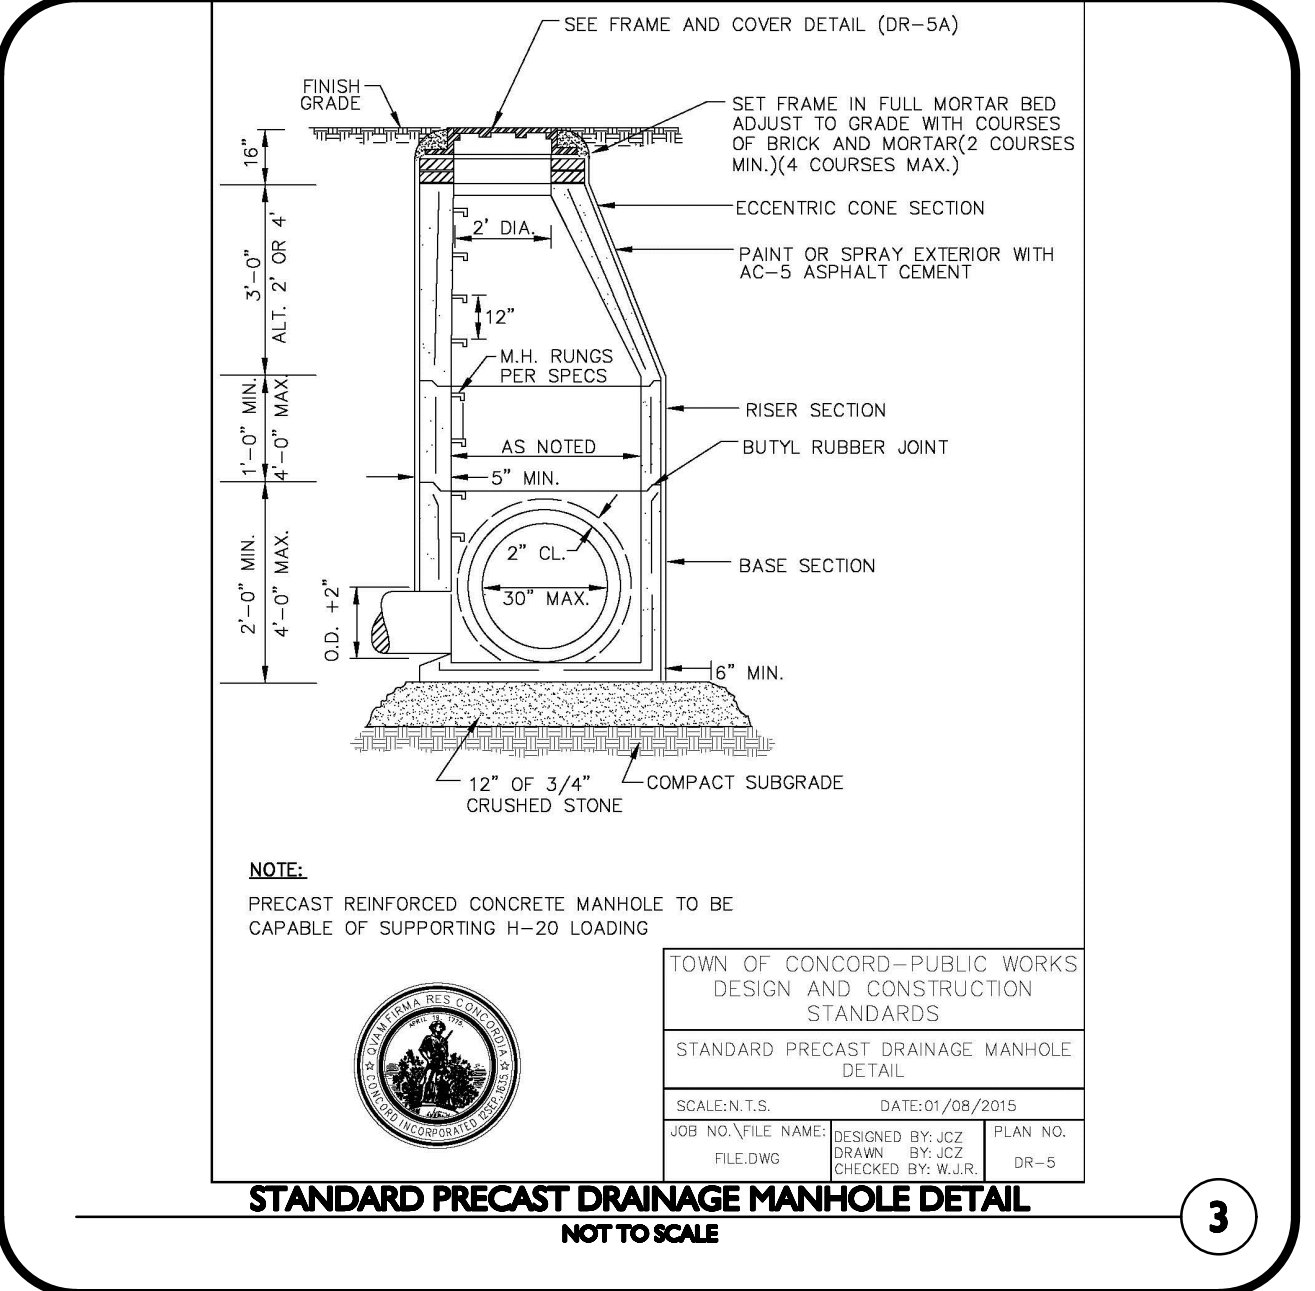 SEE FRAME AND COVER DETAIL (DR-5A)
FINISH
GRADE
SET FRAME IN FULL MORTAR BED
ADJUST TO GRADE WITH COURSES
OF BRICK AND MORTAR(2 COURSES
MIN.)(4 COURSES MAX.)
16"
ECCENTRIC CONE SECTION
2' DIA.
PAINT OR SPRAY EXTERIOR WITH
AC-5 ASPHALT CEMENT
3'-0"
ALT. 2' OR 4'
12"
M.H. RUNGS
PER SPECS
RISER SECTION
1'-0" MIN.
4'-0" MAX.
AS NOTED
BUTYL RUBBER JOINT
5" MIN.
2" CL.
BASE SECTION
2'-0" MIN.
4'-0" MAX.
30" MAX.
O.D. +2"
6" MIN.
12" OF 3/4"
CRUSHED STONE
COMPACT SUBGRADE
NOTE:
PRECAST REINFORCED CONCRETE MANHOLE TO BE
CAPABLE OF SUPPORTING H-20 LOADING
QVAM FIRMA RES CONCORDIA
APRIL 19, 1775.
CONCORD INCORPORATED 12SEP., 1635.
TOWN OF CONCORD-PUBLIC WORKS
DESIGN AND CONSTRUCTION
STANDARDS
STANDARD PRECAST DRAINAGE MANHOLE
DETAIL
SCALE:N.T.S. DATE:01/08/2015
JOB NO.\FILE NAME:
FILE.DWG
DESIGNED BY: JCZ
DRAWN BY: JCZ
CHECKED BY: W.J.R.
PLAN NO.
DR-5
STANDARD PRECAST DRAINAGE MANHOLE DETAIL
NOT TO SCALE
3